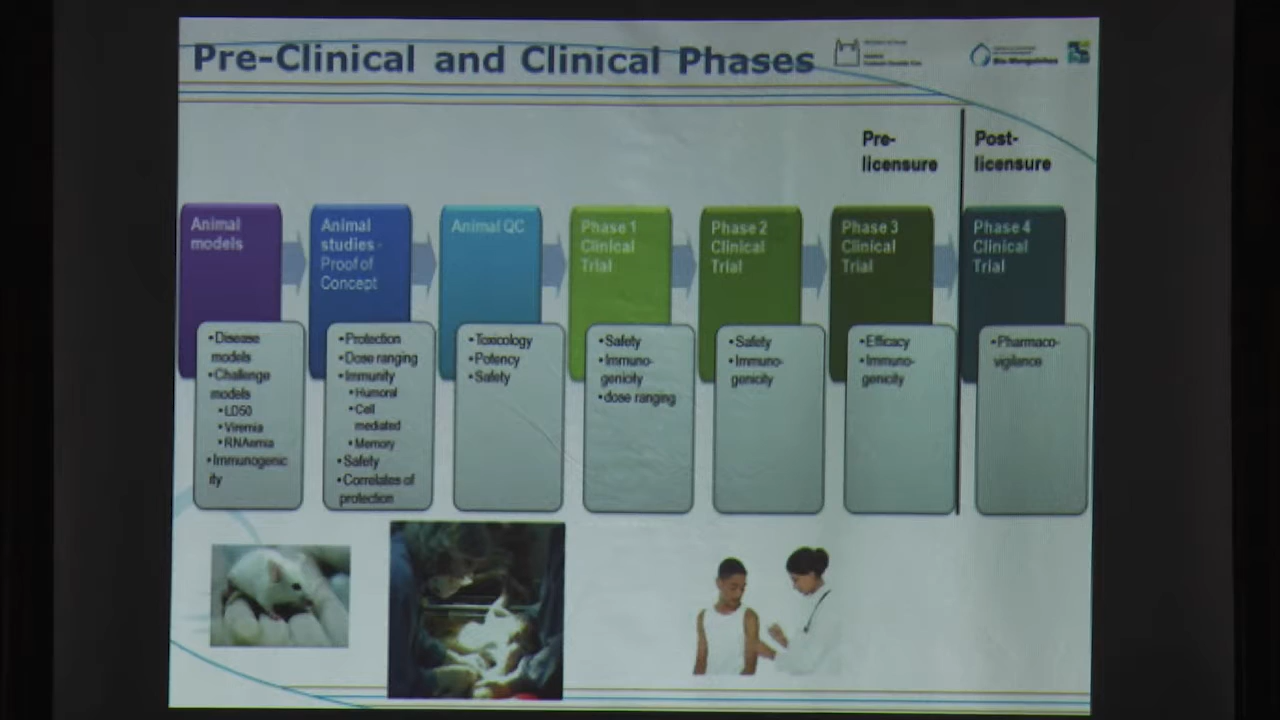 Pre-Clinical and Clinical Phases
Bio-Manguinhos
Pre-
licensure
Post-
licensure
Animal
models
•Disease
models
•Challenge
models
•LD50
•Viremia
•RNAemia
•Immunogenic
ity
Animal
studies -
Proof of
Concept
•Protection
•Dose ranging
•Immunity
•Humoral
•Cell
mediated
•Memory
•Safety
•Correlates of
protection
Animal QC
•Toxicology
•Potency
•Safety
Phase 1
Clinical
Trial
•Safety
•Immuno-
genicity
•dose ranging
Phase 2
Clinical
Trial
•Safety
•Immuno-
genicity
Phase 3
Clinical
Trial
•Efficacy
•Immuno-
genicity
Phase 4
Clinical
Trial
•Pharmaco-
vigilance